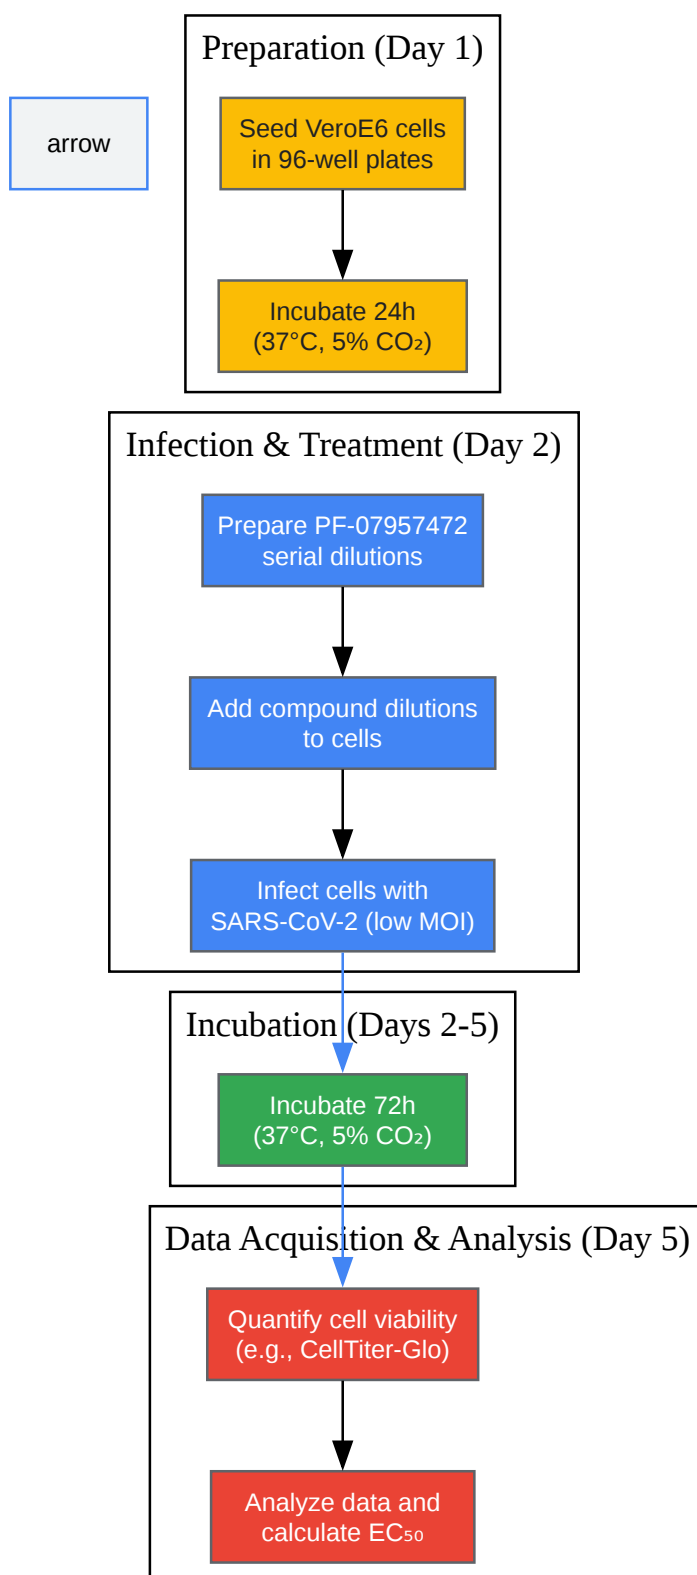 Preparation (Day 1)
arrow
Seed VeroE6 cells
in 96-well plates
Incubate 24h
(37°C, 5% CO₂)
Infection & Treatment (Day 2)
Prepare PF-07957472
serial dilutions
Add compound dilutions
to cells
Infect cells with
SARS-CoV-2 (low MOI)
Incubation (Days 2-5)
Incubate 72h
(37°C, 5% CO₂)
Data Acquisition & Analysis (Day 5)
Quantify cell viability
(e.g., CellTiter-Glo)
Analyze data and
calculate EC₅₀